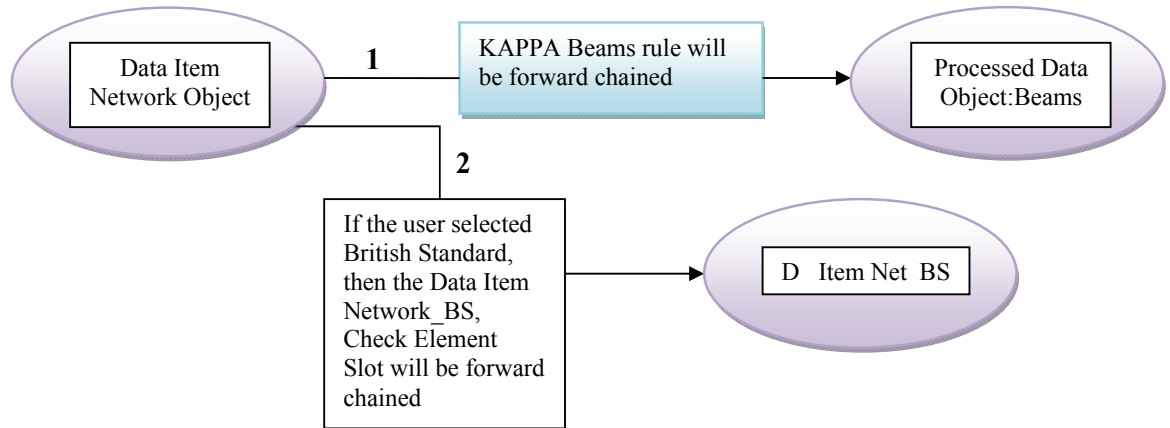 Data Item
Network Object
1
KAPPA Beams rule will
be forward chained
Processed Data
Object:Beams
2
If the user selected
British Standard,
then the Data Item
Network_BS,
Check Element
Slot will be forward
chained
D Item Net BS